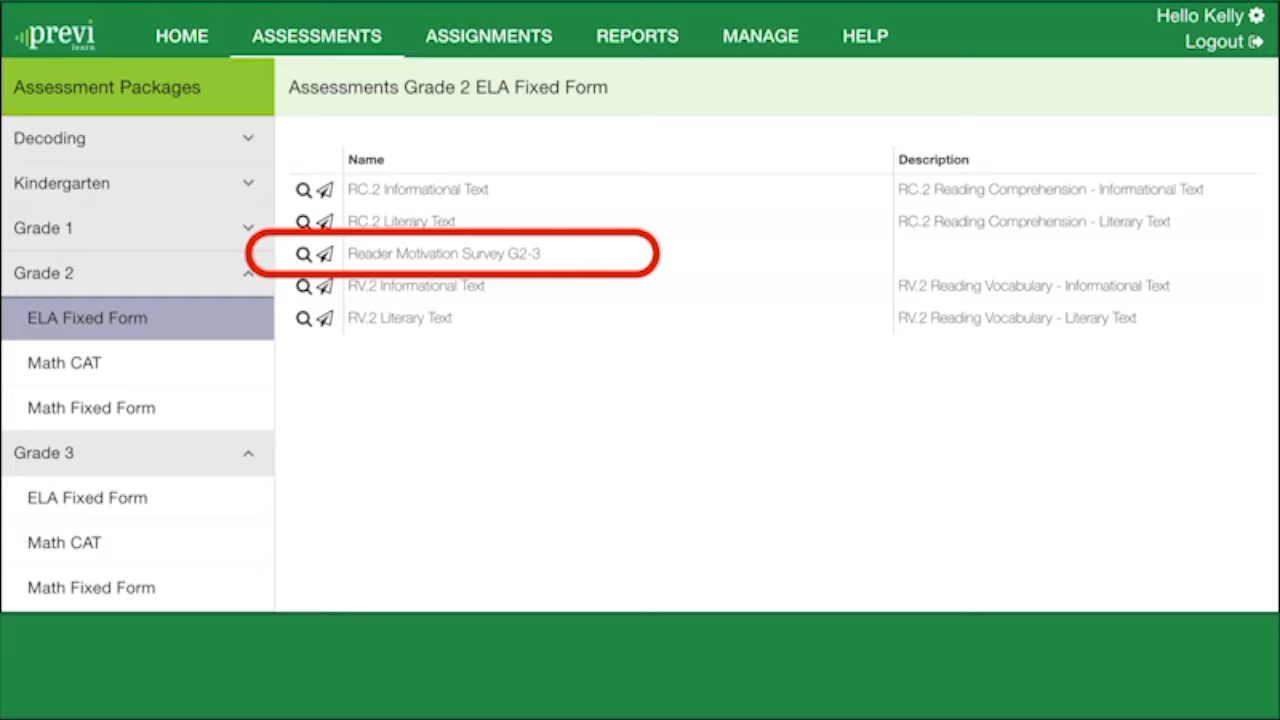 previ
learn
HOME ASSESSMENTS ASSIGNMENTS REPORTS MANAGE HELP
Hello Kelly
Logout
Assessment Packages
Decoding
Kindergarten
Grade 1
Grade 2
ELA Fixed Form
Math CAT
Math Fixed Form
Grade 3
ELA Fixed Form
Math CAT
Math Fixed Form
Assessments Grade 2 ELA Fixed Form
Name Description
RC.2 Informational Text RC.2 Reading Comprehension - Informational Text
RC.2 Literary Text RC.2 Reading Comprehension - Literary Text
Reader Motivation Survey G2-3
RV.2 Informational Text RV.2 Reading Vocabulary - Informational Text
RV.2 Literary Text RV.2 Reading Vocabulary - Literary Text